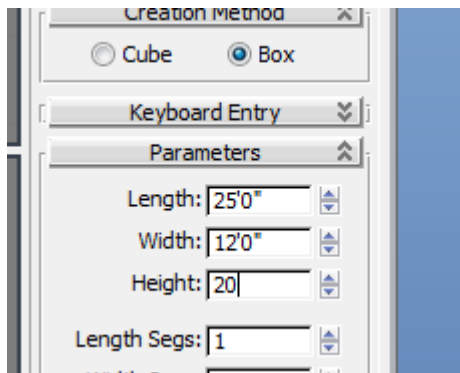 Creation Method
Cube Box
Keyboard Entry
Parameters
Length: 25'0"
Width: 12'0"
Height: 20
Length Segs: 1